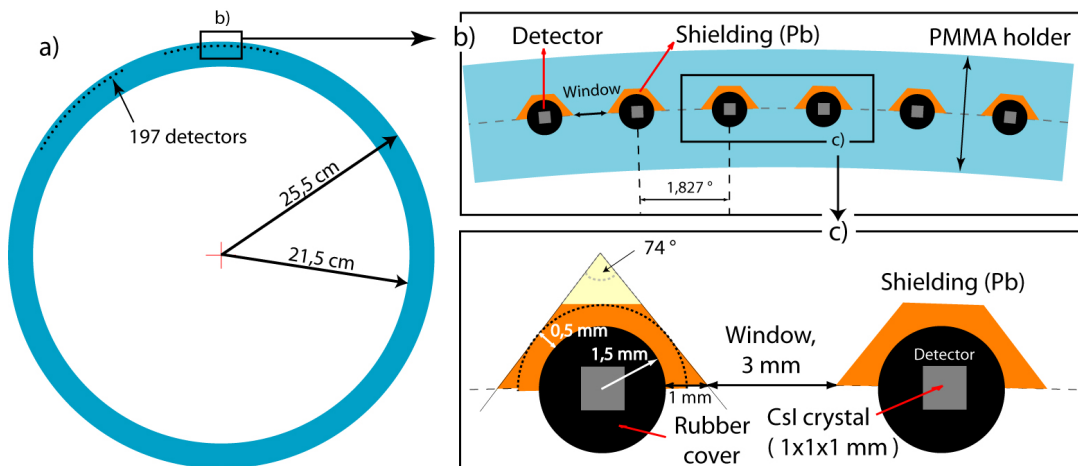 a)
b)
197 detectors
25,5 cm
21,5 cm
b)
Detector
Shielding (Pb)
PMMA holder
Window
c)
1,827 °
c)
74 °
Shielding (Pb)
0,5 mm
1,5 mm
Window,
3 mm
1 mm
Detector
Rubber
cover
CsI crystal
( 1x1x1 mm )